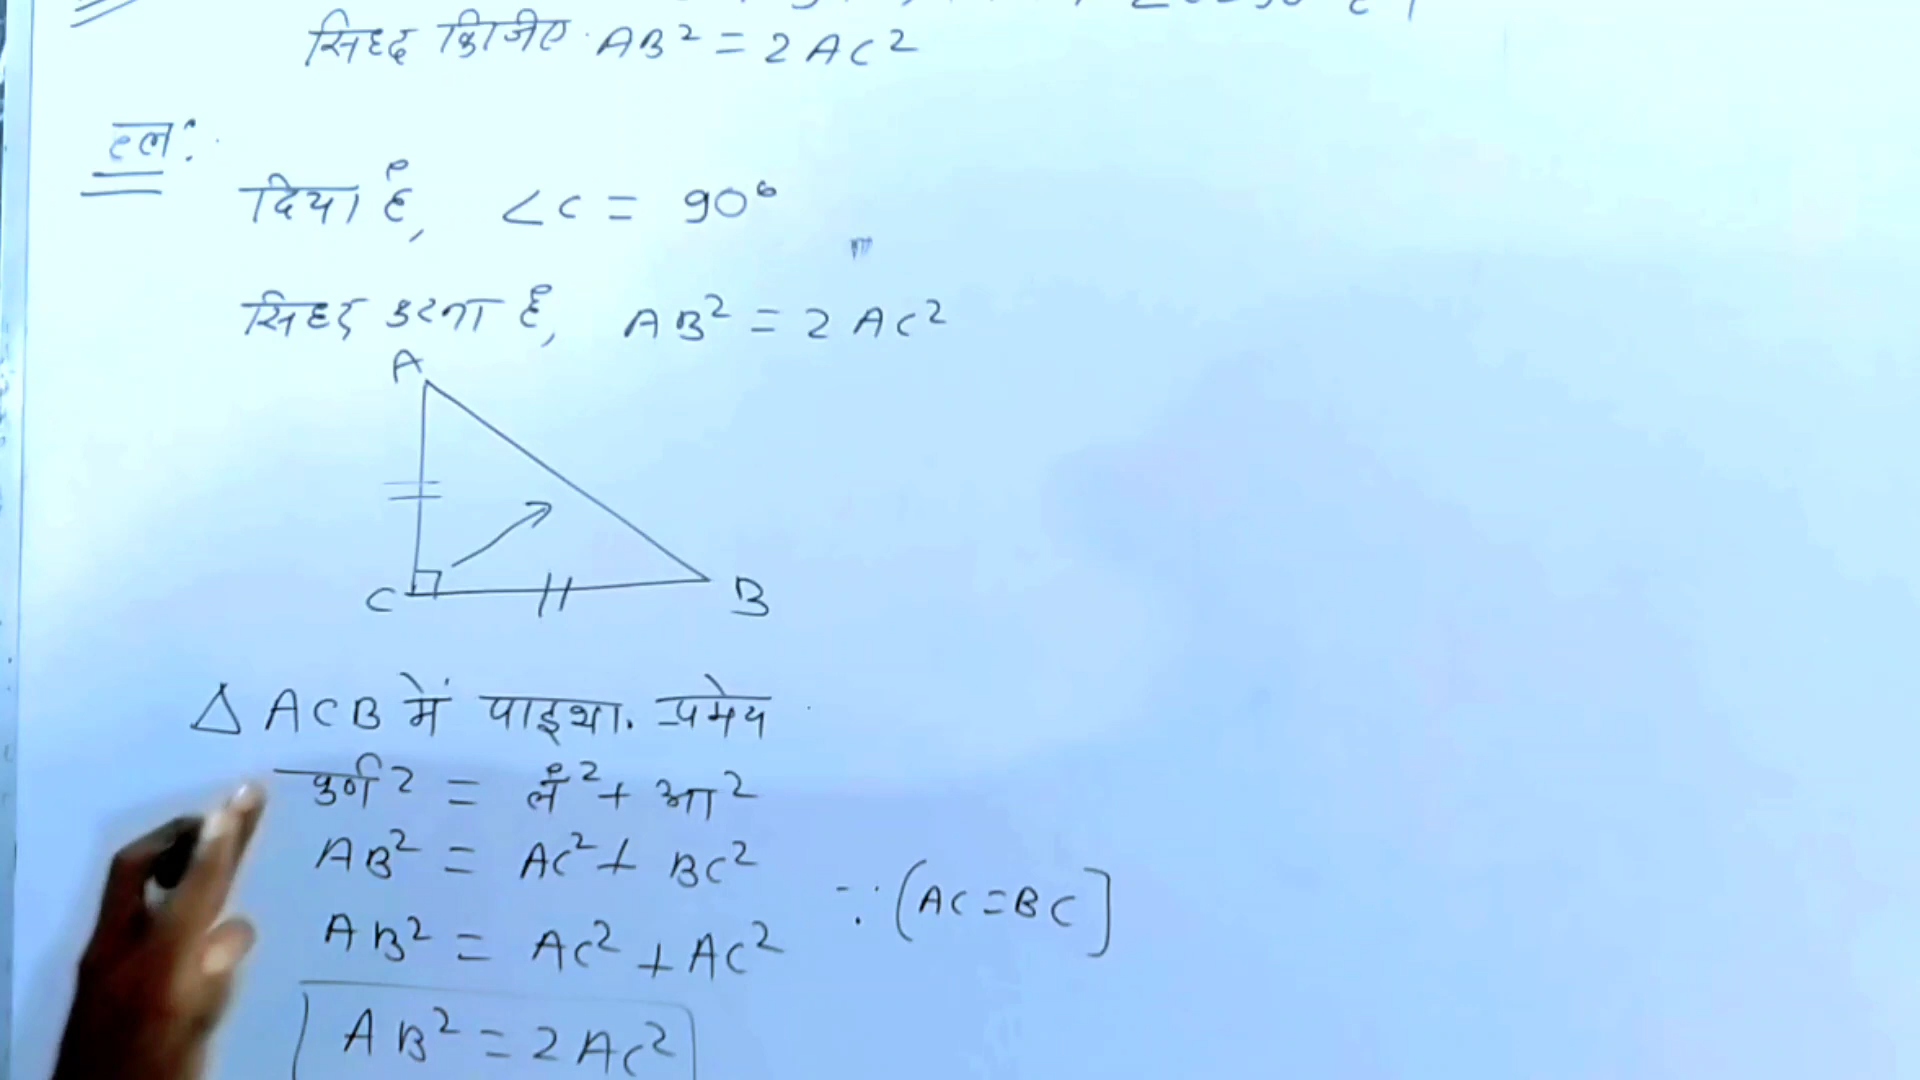 सिद्ध कीजिए AB² = 2AC²
हल:
दिया है, ∠C = 90°
सिद्ध करना है, AB² = 2AC²
A
C B
△ ACB में पाइथा. प्रमेय
कर्ण² = लं² + आ²
AB² = AC² + BC²
∵ (AC = BC]
AB² = AC² + AC²
AB² = 2AC²